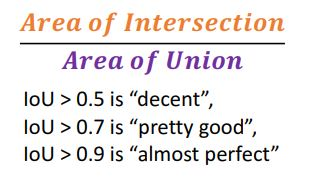 Area of Intersection
Area of Union
IoU > 0.5 is “decent”,
IoU > 0.7 is “pretty good”,
IoU > 0.9 is “almost perfect”